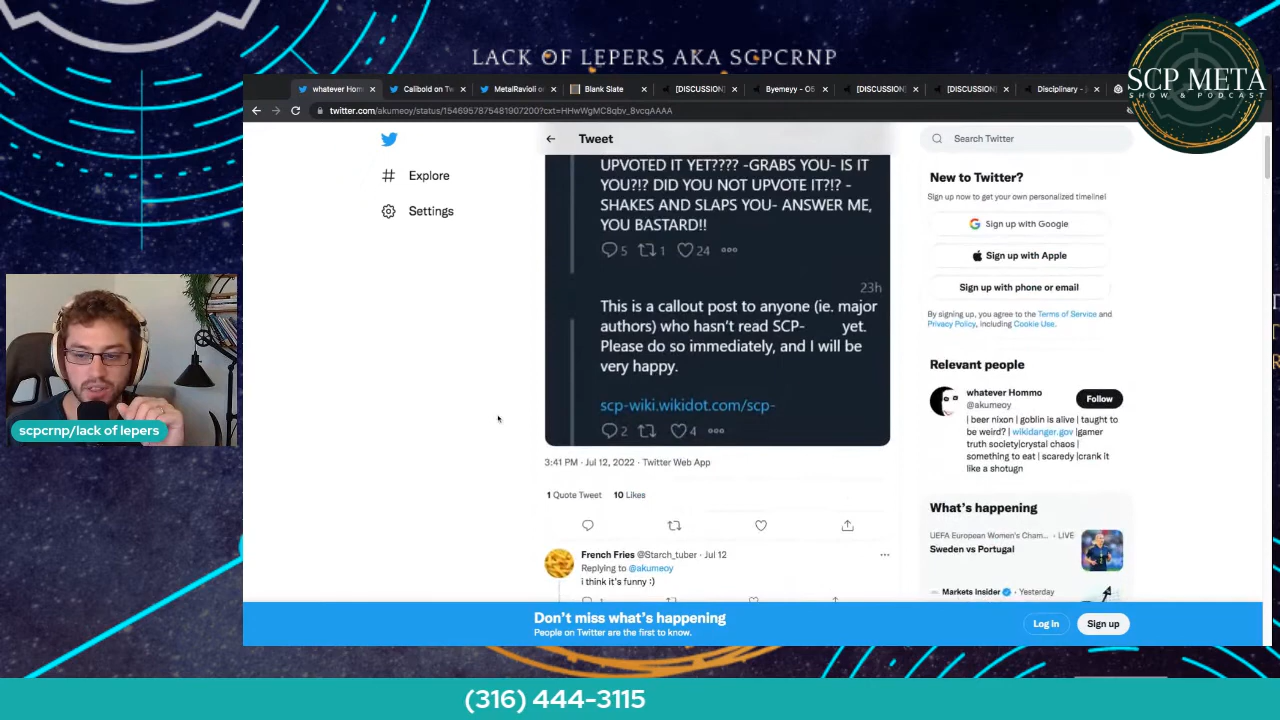 LACK OF LEPERS AKA SCPCRNP
SCP META
SHOW & PODCAST
whatever Hom
Calibold on Tw
MetalRavioli or
Blank Slate
[DISCUSSION]
Byemeyy - OS
[DISCUSSION]
[DISCUSSION]
Disciplinary - j
twitter.com/akumeoy/status/1546957875481907200?cxt=HHwWgMC8qbv_8vcqAAAA
Explore
Settings
Tweet
UPVOTED IT YET???? -GRABS YOU- IS IT
YOU?!? DID YOU NOT UPVOTE IT?!? -
SHAKES AND SLAPS YOU- ANSWER ME,
YOU BASTARD!!
5 1 24
23h
This is a callout post to anyone (ie. major
authors) who hasn't read SCP- yet.
Please do so immediately, and I will be
very happy.
scp-wiki.wikidot.com/scp-
2 4
3:41 PM · Jul 12, 2022 · Twitter Web App
1 Quote Tweet 10 Likes
French Fries @Starch_tuber · Jul 12
Replying to @akumeoy
i think it's funny :)
Search Twitter
New to Twitter?
Sign up now to get your own personalized timeline!
Sign up with Google
Sign up with Apple
Sign up with phone or email
By signing up, you agree to the Terms of Service and
Privacy Policy, including Cookie Use.
Relevant people
whatever Hommo
@akumeoy
Follow
| beer nixon | goblin is alive | taught to
be weird? | wikidanger.gov |gamer
truth society|crystal chaos |
something to eat | scaredy |crank it
like a shotugn
What's happening
UEFA European Women's Cham... · LIVE
Sweden vs Portugal
Markets Insider · Yesterday
Don't miss what's happening
People on Twitter are the first to know.
Log in
Sign up
scpcrnp/lack of lepers
(316) 444-3115